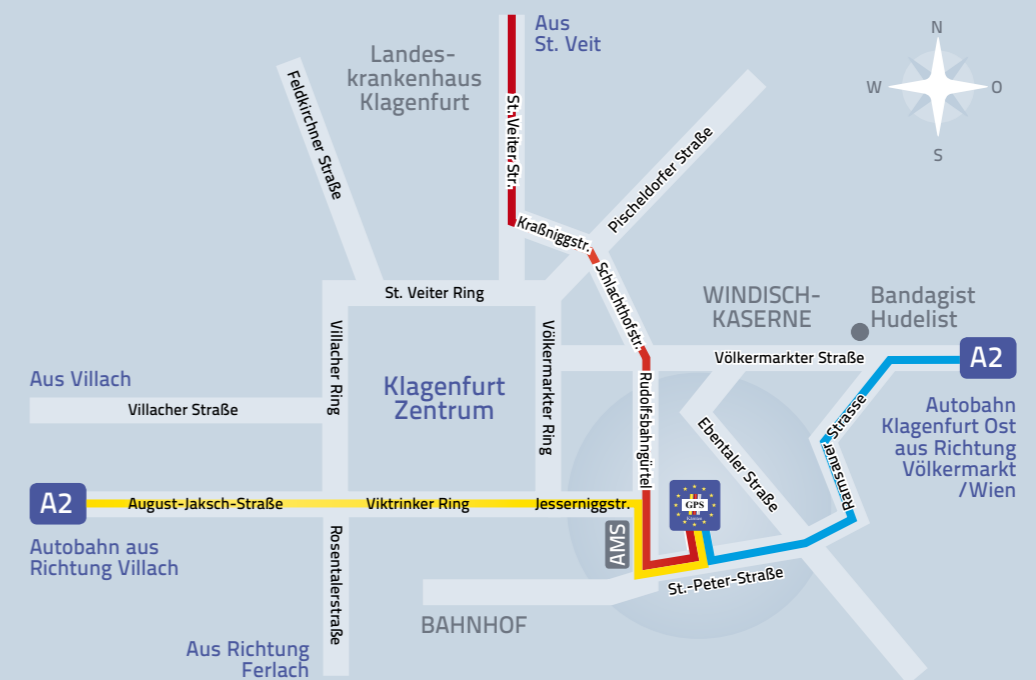 Aus
St. Veit
Landes-
krankenhaus
Klagenfurt
N
W
O
S
Feldkirchner Straße
St. Veiter Str.
Pischeldorfer Straße
Kraßniggstr.
Schlachthofstr.
St. Veiter Ring
WINDISCH-
KASERNE
Bandagist
Hudelist
Villacher Ring
Völkermarkter Ring
Völkermarkter Straße
A2
Aus Villach
Villacher Straße
Klagenfurt
Zentrum
Rudolfsbahngürtel
Ebentaler Straße
Ramsauer Strasse
Autobahn
Klagenfurt Ost
aus Richtung
Völkermarkt
/Wien
A2
August-Jaksch-Straße
Viktringer Ring
Jesserniggstr.
GPS
AMS
Autobahn aus
Richtung Villach
Rosentalerstraße
St.-Peter-Straße
BAHNHOF
Aus Richtung
Ferlach